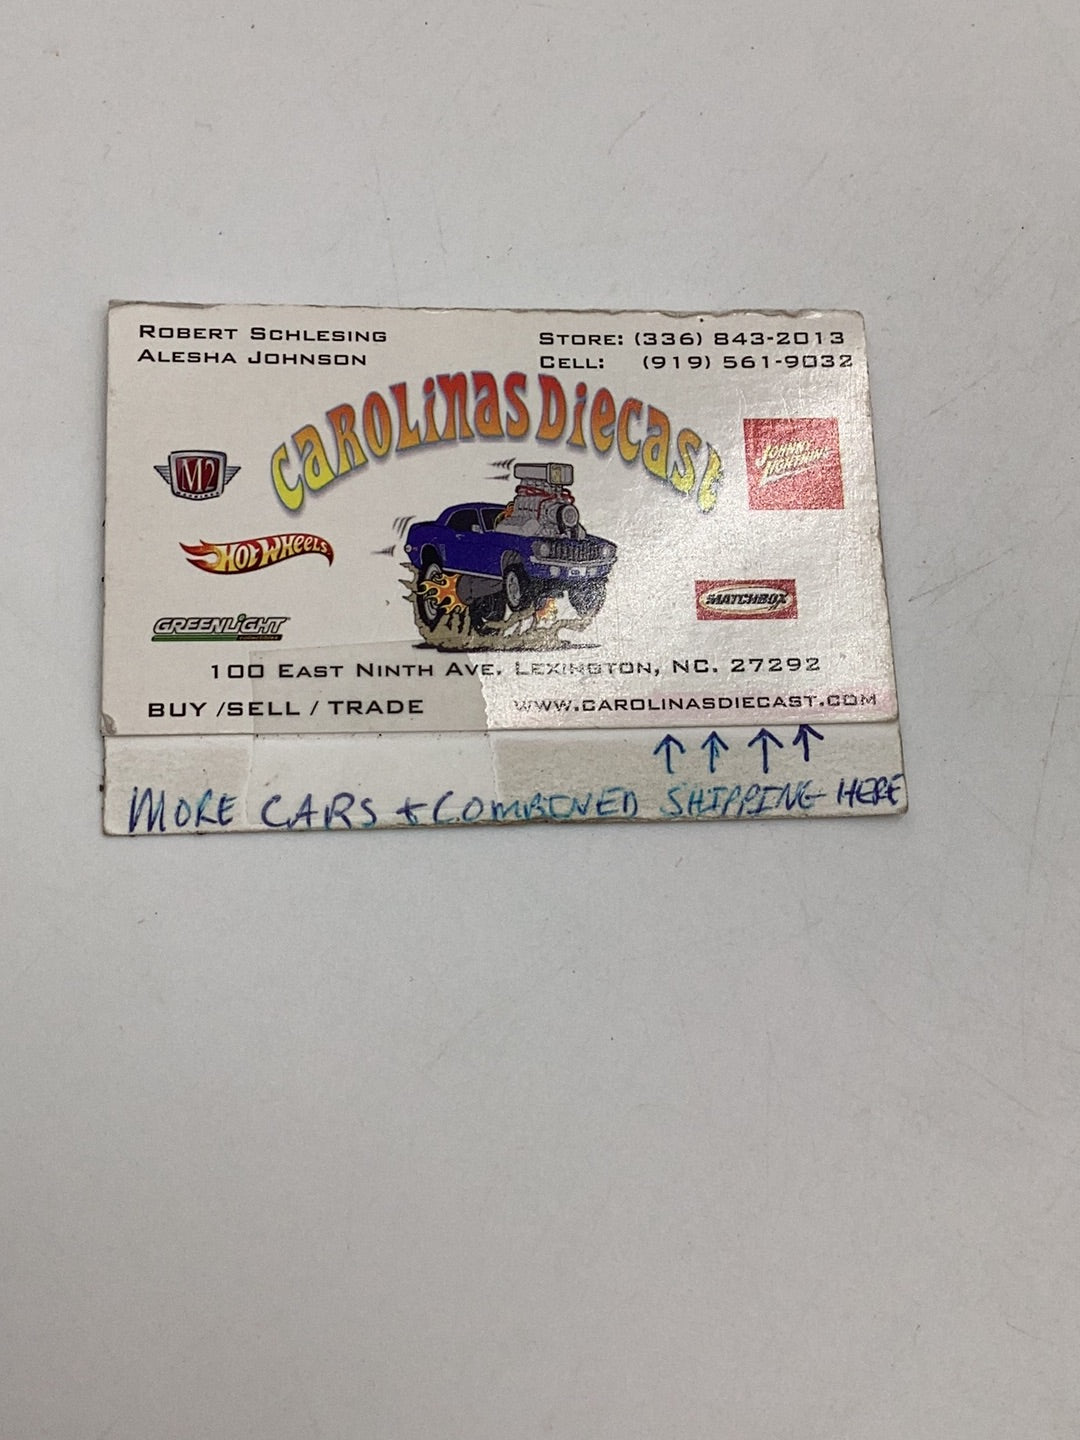 ROBERT SCHLESING
ALESHA JOHNSON
STORE: (336) 843-2013
CELL: (919) 561-9032
CAROLINAS DIECAST
M2
JOHNNY LIGHTNING
HOT WHEELS
MATCHBOX
GREENLIGHT
100 EAST NINTH AVE. LEXINGTON, NC. 27292
BUY /SELL / TRADE
WWW.CAROLINASDIECAST.COM
MORE CARS & COMBINED SHIPPING HERE